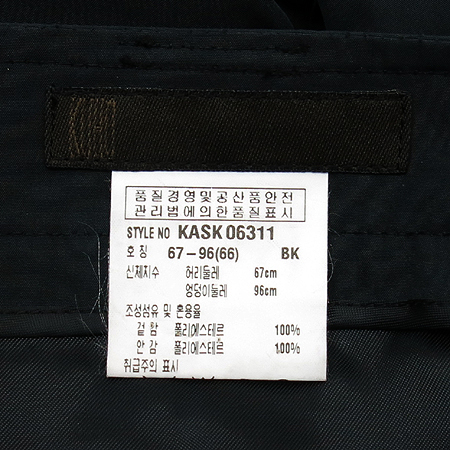 품질경영및공산품안전
관리법에의한품질표시
STYLE NO KASK06311
호칭 67-96(66) BK
신체치수 허리둘레 67cm
엉덩이둘레 96cm
조성섬유 및 혼용율
겉감 폴리에스테르 100%
안감 폴리에스테르 100%
취급주의 표시